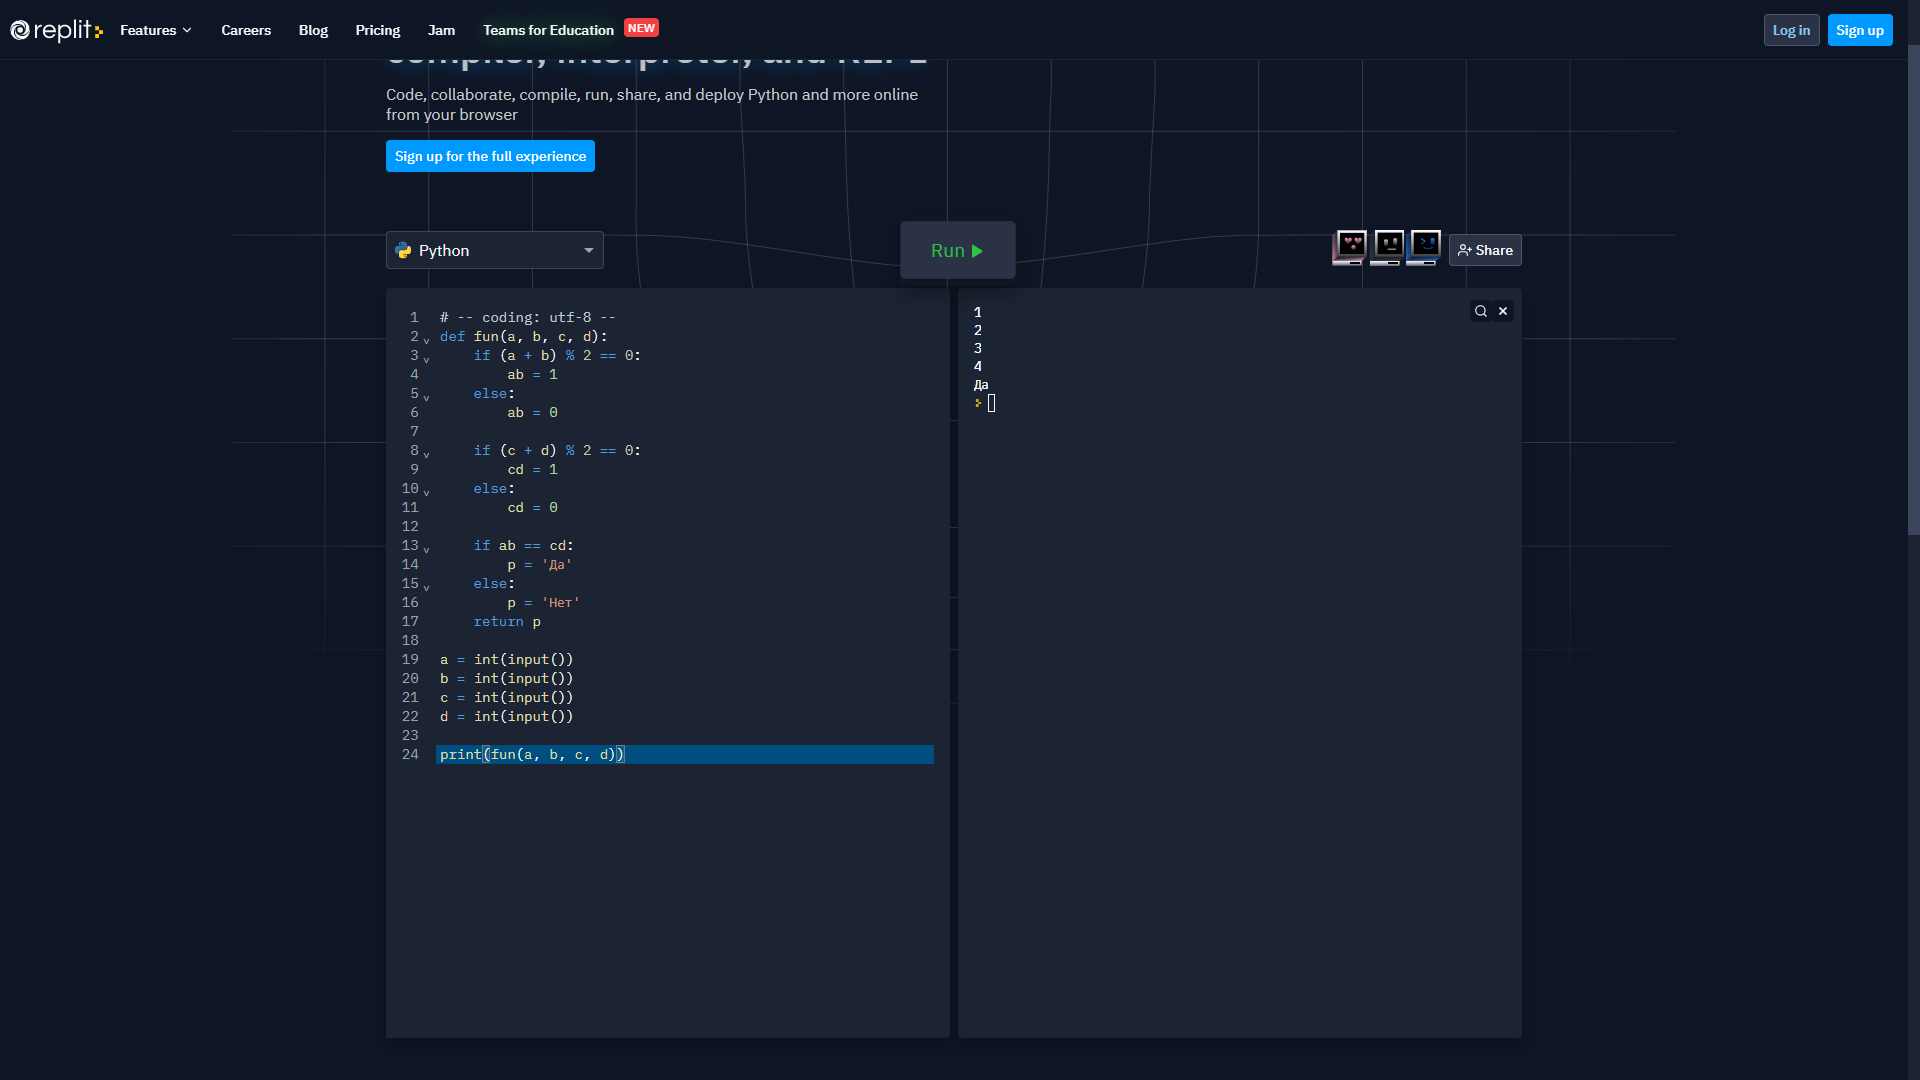 replit
Features
Careers
Blog
Pricing
Jam
Teams for Education
NEW
Log in
Sign up
Compiler, Interpreter, and REPL
Code, collaborate, compile, run, share, and deploy Python and more online
from your browser
Sign up for the full experience
Python
Run
Share
1 # -- coding: utf-8 --
2 def fun(a, b, c, d):
3     if (a + b) % 2 == 0:
4         ab = 1
5     else:
6         ab = 0
7
8     if (c + d) % 2 == 0:
9         cd = 1
10     else:
11         cd = 0
12
13     if ab == cd:
14         p = 'Да'
15     else:
16         p = 'Нет'
17     return p
18
19 a = int(input())
20 b = int(input())
21 c = int(input())
22 d = int(input())
23
24 print(fun(a, b, c, d))
1
2
3
4
Да